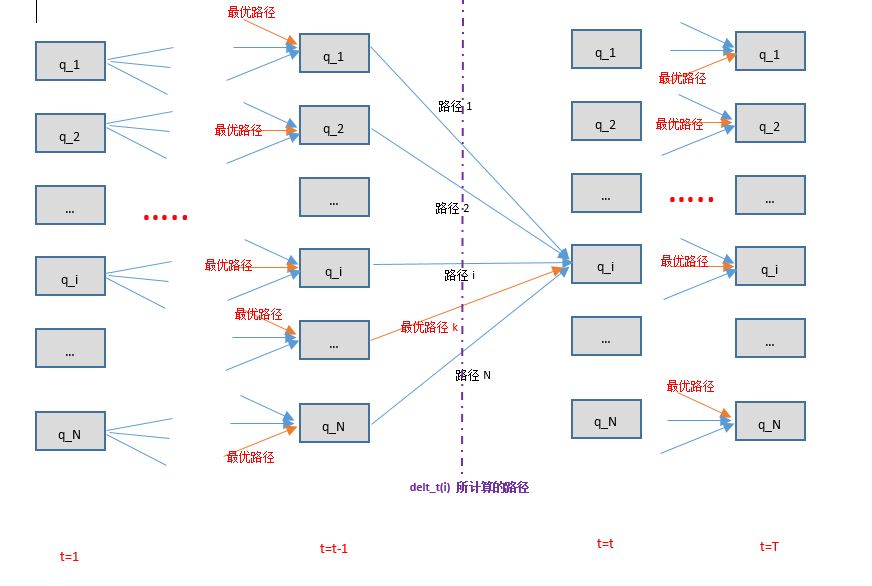 最优路径
q_1
q_1
q_1
q_1
最优路径
路径 1
q_2
最优路径
q_2
q_2
最优路径
q_2
...
...
路径 2
...
...
.....
.....
q_i
最优路径
q_i
路径 i
q_i
最优路径
q_i
...
最优路径
...
最优路径 k
...
...
路径 N
最优路径
q_N
q_N
q_N
q_N
最优路径
delt_t(i) 所计算的路径
t=1
t=t-1
t=t
t=T